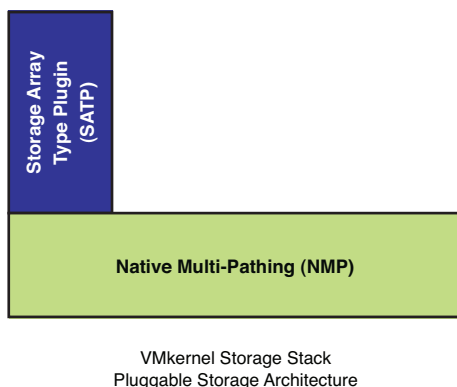 Storage Array
Type Plugin
(SATP)
Native Multi-Pathing (NMP)
VMkernel Storage Stack
Pluggable Storage Architecture